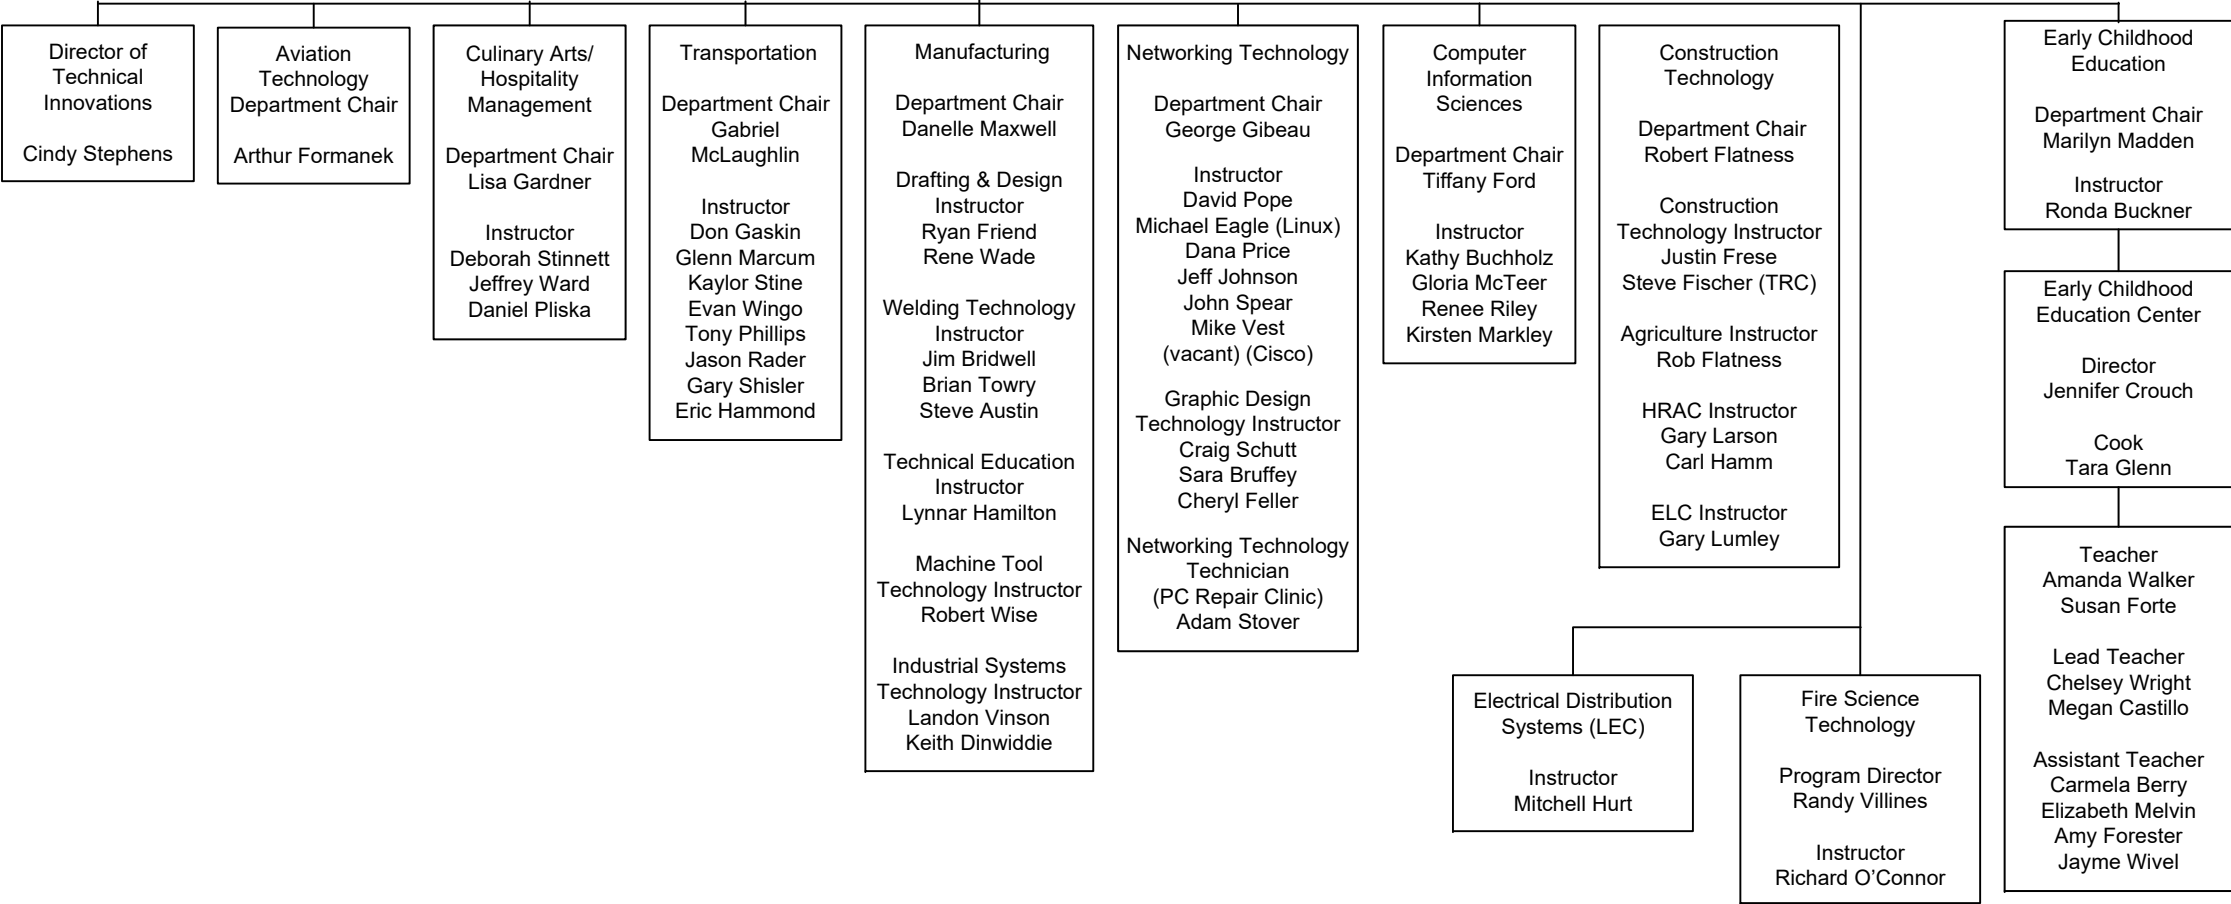 Director of
Technical
Innovations
Cindy Stephens
Aviation
Technology
Department Chair
Arthur Formanek
Culinary Arts/
Hospitality
Management
Department Chair
Lisa Gardner
Instructor
Deborah Stinnett
Jeffrey Ward
Daniel Pliska
Transportation
Department Chair
Gabriel
McLaughlin
Instructor
Don Gaskin
Glenn Marcum
Kaylor Stine
Evan Wingo
Tony Phillips
Jason Rader
Gary Shisler
Eric Hammond
Manufacturing
Department Chair
Danelle Maxwell
Drafting & Design
Instructor
Ryan Friend
Rene Wade
Welding Technology
Instructor
Jim Bridwell
Brian Towry
Steve Austin
Technical Education
Instructor
Lynnar Hamilton
Machine Tool
Technology Instructor
Robert Wise
Industrial Systems
Technology Instructor
Landon Vinson
Keith Dinwiddie
Networking Technology
Department Chair
George Gibeau
Instructor
David Pope
Michael Eagle (Linux)
Dana Price
Jeff Johnson
John Spear
Mike Vest
(vacant) (Cisco)
Graphic Design
Technology Instructor
Craig Schutt
Sara Bruffey
Cheryl Feller
Networking Technology
Technician
(PC Repair Clinic)
Adam Stover
Computer
Information
Sciences
Department Chair
Tiffany Ford
Instructor
Kathy Buchholz
Gloria McTeer
Renee Riley
Kirsten Markley
Construction
Technology
Department Chair
Robert Flatness
Construction
Technology Instructor
Justin Frese
Steve Fischer (TRC)
Agriculture Instructor
Rob Flatness
HRAC Instructor
Gary Larson
Carl Hamm
ELC Instructor
Gary Lumley
Electrical Distribution
Systems (LEC)
Instructor
Mitchell Hurt
Fire Science
Technology
Program Director
Randy Villines
Instructor
Richard O’Connor
Early Childhood
Education
Department Chair
Marilyn Madden
Instructor
Ronda Buckner
Early Childhood
Education Center
Director
Jennifer Crouch
Cook
Tara Glenn
Teacher
Amanda Walker
Susan Forte
Lead Teacher
Chelsey Wright
Megan Castillo
Assistant Teacher
Carmela Berry
Elizabeth Melvin
Amy Forester
Jayme Wivel